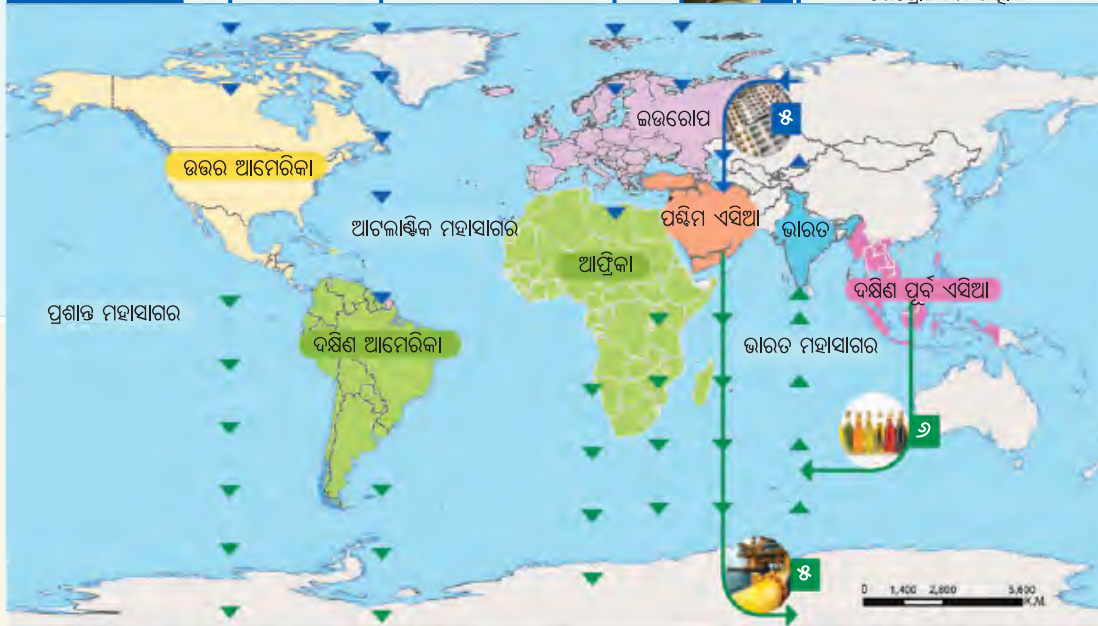 ଇଉରୋପ
୫
ଉତ୍ତର ଆମେରିକା
ଆଟଲାଣ୍ଟିକ ମହାସାଗର
ପଶ୍ଚିମ ଏସିଆ
ଭାରତ
ଆଫ୍ରିକା
ଦକ୍ଷିଣ ପୂର୍ବ ଏସିଆ
ପ୍ରଶାନ୍ତ ମହାସାଗର
ଦକ୍ଷିଣ ଆମେରିକା
ଭାରତ ମହାସାଗର
୬
୫
0 1,400 2,800 5,600
K.M.